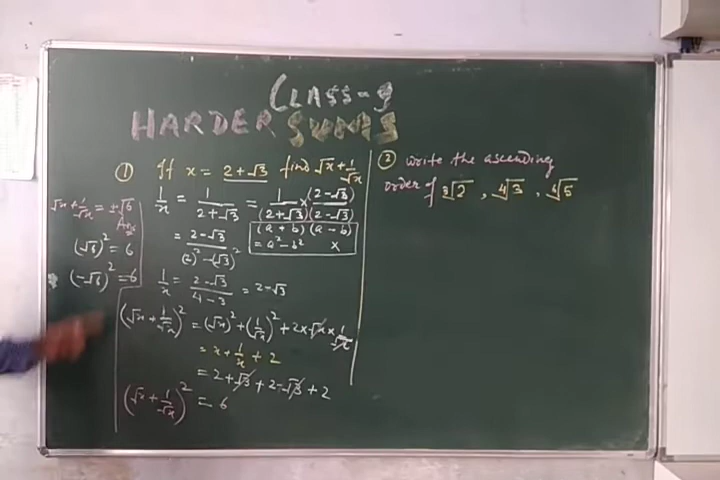 CLASS-9
HARDER SUMS
① If x = 2+√3 find √x+1/√x
1/x = 1/(2+√3) = 1/(2+√3) × (2-√3)/(2-√3)
(a+b) (a-b)
= a²-b²
= (2-√3)/((2)²-(√3)²)
1/x = (2-√3)/(4-3) = 2-√3
(√x + 1/√x)² = (√x)² + (1/√x)² + 2×√x×1/√x
= x+1/x+2
= 2+√3+2-√3+2
(√x + 1/√x)² = 6
√x+1/√x = ±√6
Ans
(√6)² = 6
(-√6)² = 6
② write the ascending
order of ∛2, ∜3, ⁶√5